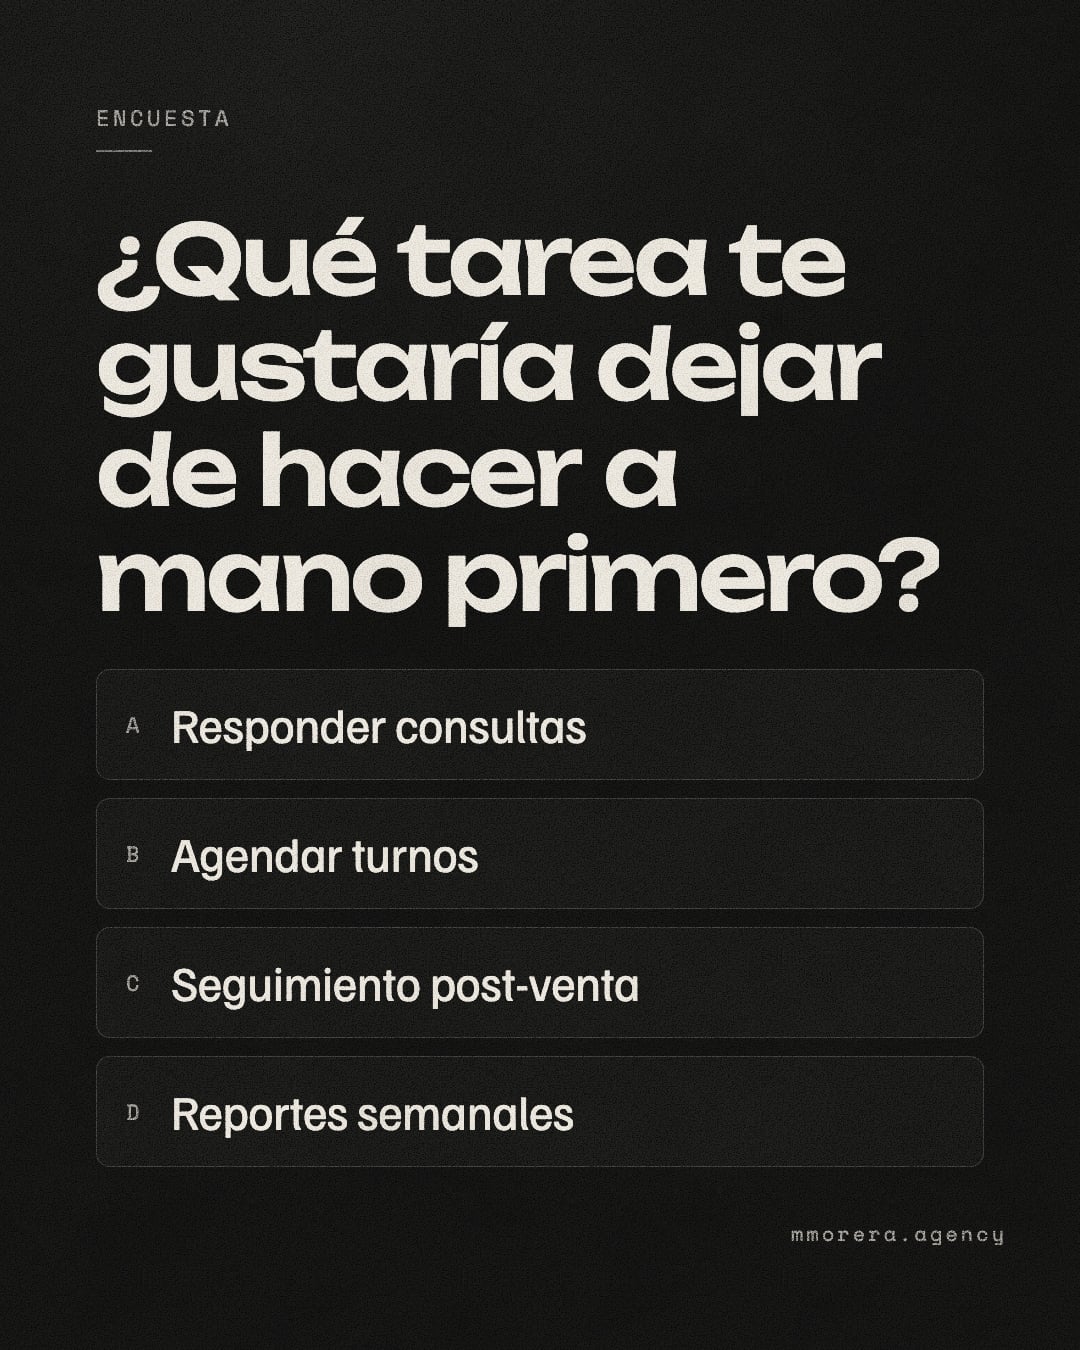 ENCUESTA
¿Qué tarea te
gustaría dejar
de hacer a
mano primero?
A Responder consultas
B Agendar turnos
C Seguimiento post-venta
D Reportes semanales
mmorera.agency